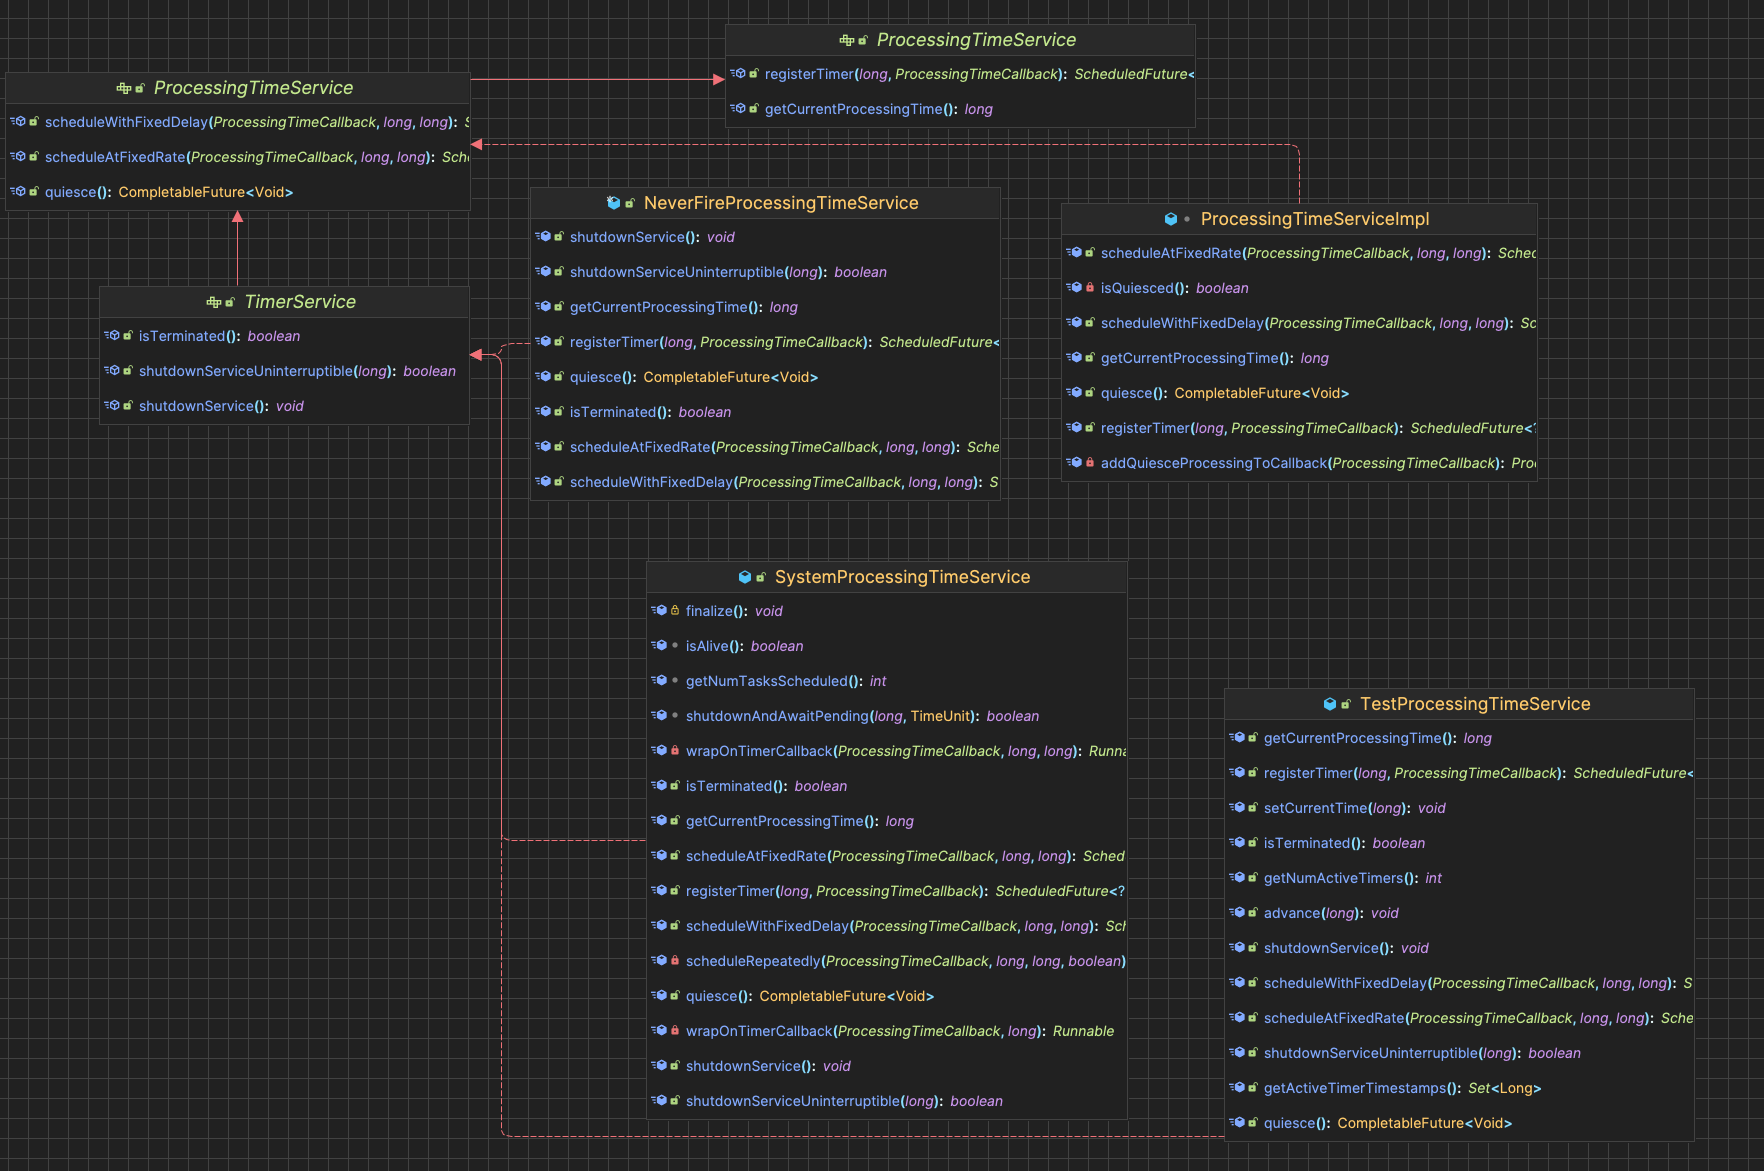 ProcessingTimeService
registerTimer(long, ProcessingTimeCallback): ScheduledFuture<
getCurrentProcessingTime(): long
ProcessingTimeService
scheduleWithFixedDelay(ProcessingTimeCallback, long, long): S
scheduleAtFixedRate(ProcessingTimeCallback, long, long): Sch
quiesce(): CompletableFuture<Void>
TimerService
isTerminated(): boolean
shutdownServiceUninterruptible(long): boolean
shutdownService(): void
NeverFireProcessingTimeService
shutdownService(): void
shutdownServiceUninterruptible(long): boolean
getCurrentProcessingTime(): long
registerTimer(long, ProcessingTimeCallback): ScheduledFuture<
quiesce(): CompletableFuture<Void>
isTerminated(): boolean
scheduleAtFixedRate(ProcessingTimeCallback, long, long): Sche
scheduleWithFixedDelay(ProcessingTimeCallback, long, long): S
ProcessingTimeServiceImpl
scheduleAtFixedRate(ProcessingTimeCallback, long, long): Sched
isQuiesced(): boolean
scheduleWithFixedDelay(ProcessingTimeCallback, long, long): Sc
getCurrentProcessingTime(): long
quiesce(): CompletableFuture<Void>
registerTimer(long, ProcessingTimeCallback): ScheduledFuture<?
addQuiesceProcessingToCallback(ProcessingTimeCallback): Pro
SystemProcessingTimeService
finalize(): void
isAlive(): boolean
getNumTasksScheduled(): int
shutdownAndAwaitPending(long, TimeUnit): boolean
wrapOnTimerCallback(ProcessingTimeCallback, long, long): Runna
isTerminated(): boolean
getCurrentProcessingTime(): long
scheduleAtFixedRate(ProcessingTimeCallback, long, long): Sched
registerTimer(long, ProcessingTimeCallback): ScheduledFuture<?
scheduleWithFixedDelay(ProcessingTimeCallback, long, long): Sch
scheduleRepeatedly(ProcessingTimeCallback, long, long, boolean)
quiesce(): CompletableFuture<Void>
wrapOnTimerCallback(ProcessingTimeCallback, long): Runnable
shutdownService(): void
shutdownServiceUninterruptible(long): boolean
TestProcessingTimeService
getCurrentProcessingTime(): long
registerTimer(long, ProcessingTimeCallback): ScheduledFuture<
setCurrentTime(long): void
isTerminated(): boolean
getNumActiveTimers(): int
advance(long): void
shutdownService(): void
scheduleWithFixedDelay(ProcessingTimeCallback, long, long): S
scheduleAtFixedRate(ProcessingTimeCallback, long, long): Sche
shutdownServiceUninterruptible(long): boolean
getActiveTimerTimestamps(): Set<Long>
quiesce(): CompletableFuture<Void>